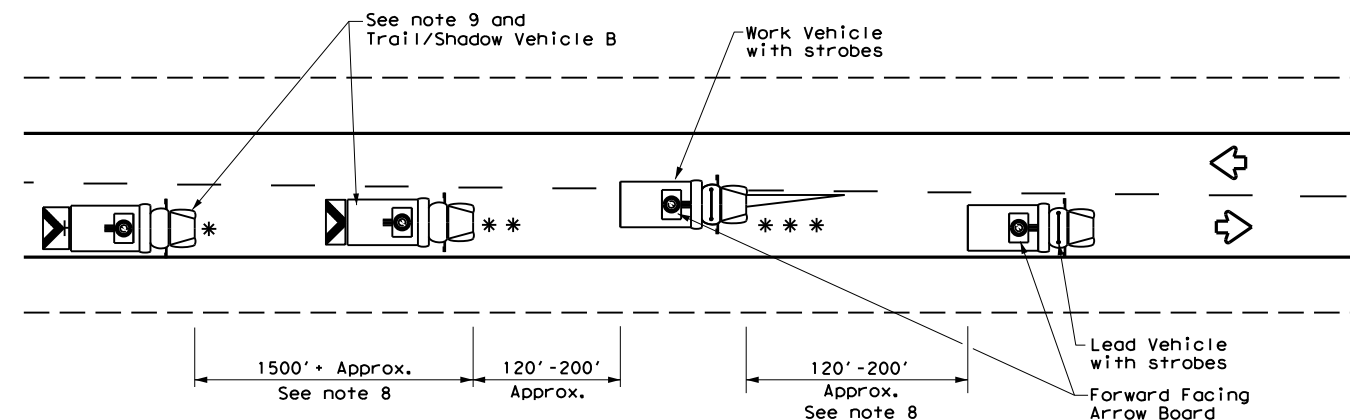 See note 9 and
Trail/Shadow Vehicle B
Work Vehicle
with strobes
*
* *
* * *
1500'+ Approx.
See note 8
120'-200'
Approx.
120'-200'
Approx.
See note 8
Lead Vehicle
with strobes
Forward Facing
Arrow Board